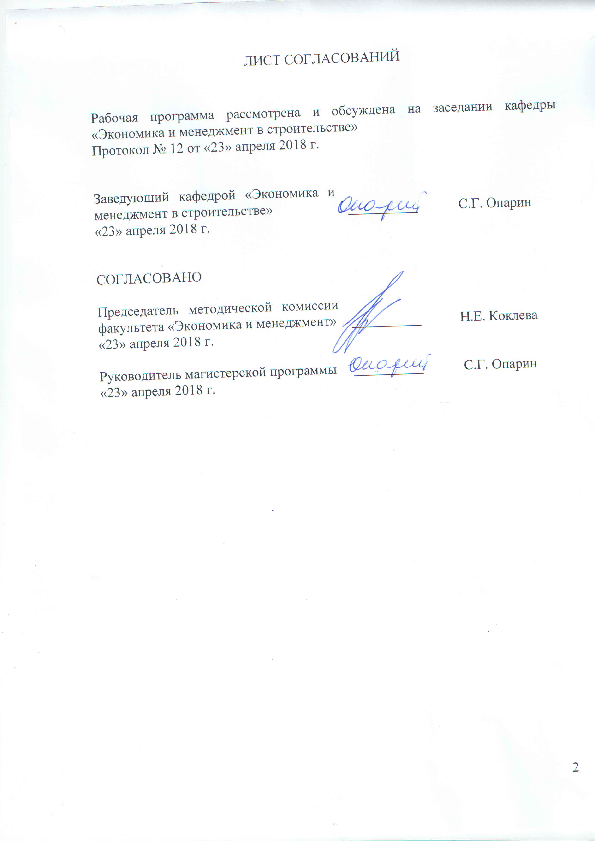 ЛИСТ СОГЛАСОВАНИЙ
Рабочая программа рассмотрена и обсуждена на заседании кафедры
«Экономика и менеджмент в строительстве»
Протокол № 12 от «23» апреля 2018 г.
Заведующий кафедрой «Экономика и
менеджмент в строительстве» Опарин С.Г. Опарин
«23» апреля 2018 г.
СОГЛАСОВАНО
Председатель методической комиссии
факультета «Экономика и менеджмент» Н.Е. Коклева
«23» апреля 2018 г.
Руководитель магистерской программы Опарин С.Г. Опарин
«23» апреля 2018 г.
2